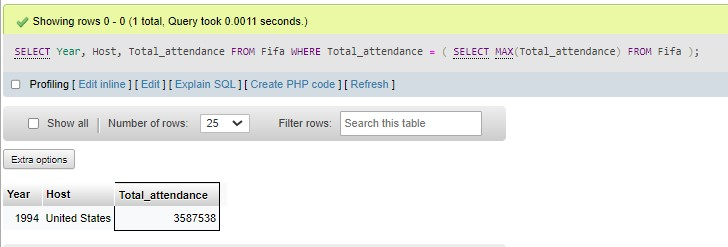 Showing rows 0 - 0 (1 total, Query took 0.0011 seconds.)
SELECT Year, Host, Total_attendance FROM Fifa WHERE Total_attendance = ( SELECT MAX(Total_attendance) FROM Fifa );
Profiling [ Edit inline ] [ Edit ] [ Explain SQL ] [ Create PHP code ] [ Refresh ]
Show all Number of rows: 25 Filter rows: Search this table
Extra options
Year Host Total_attendance
1994 United States 3587538